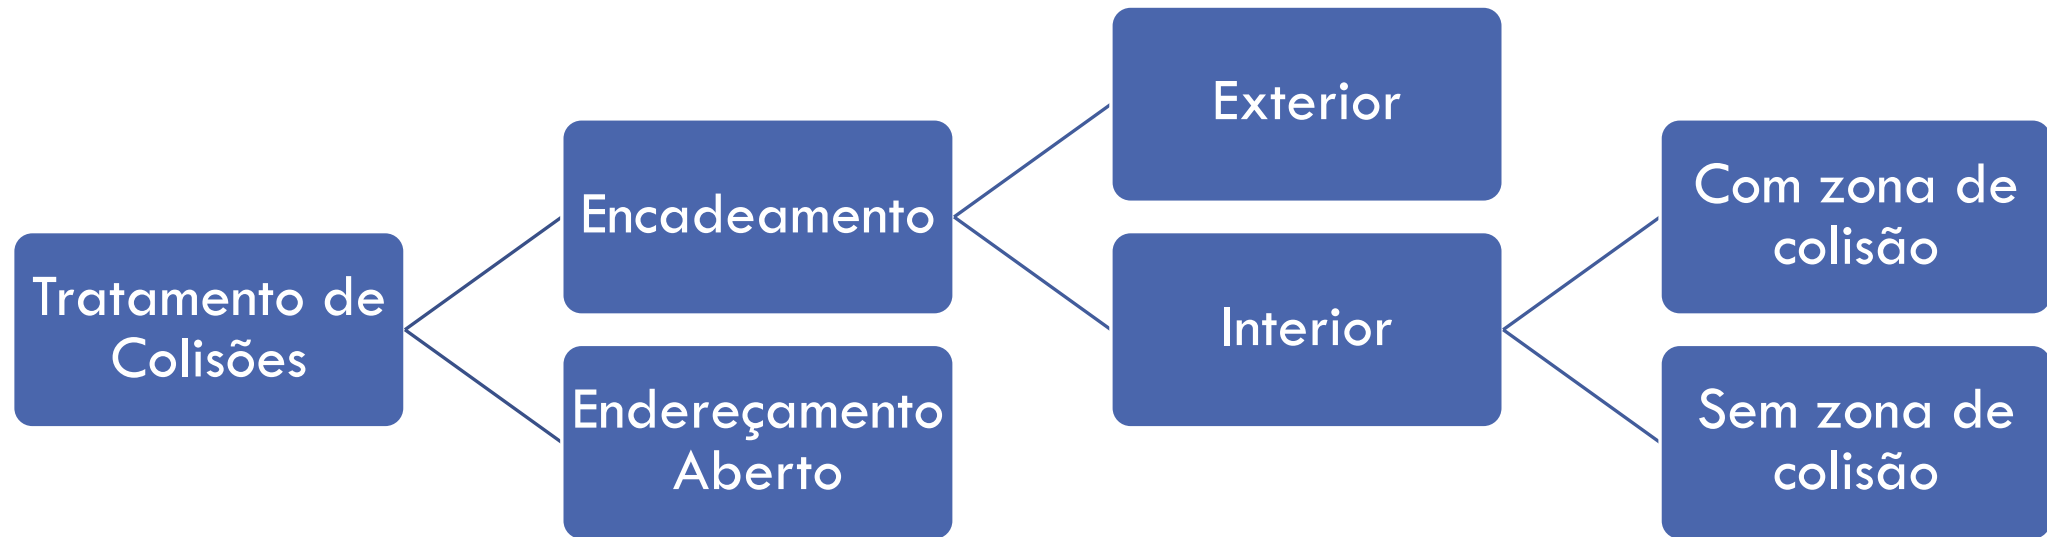 Tratamento de
Colisões
Encadeamento
Endereçamento
Aberto
Exterior
Interior
Com zona de
colisão
Sem zona de
colisão